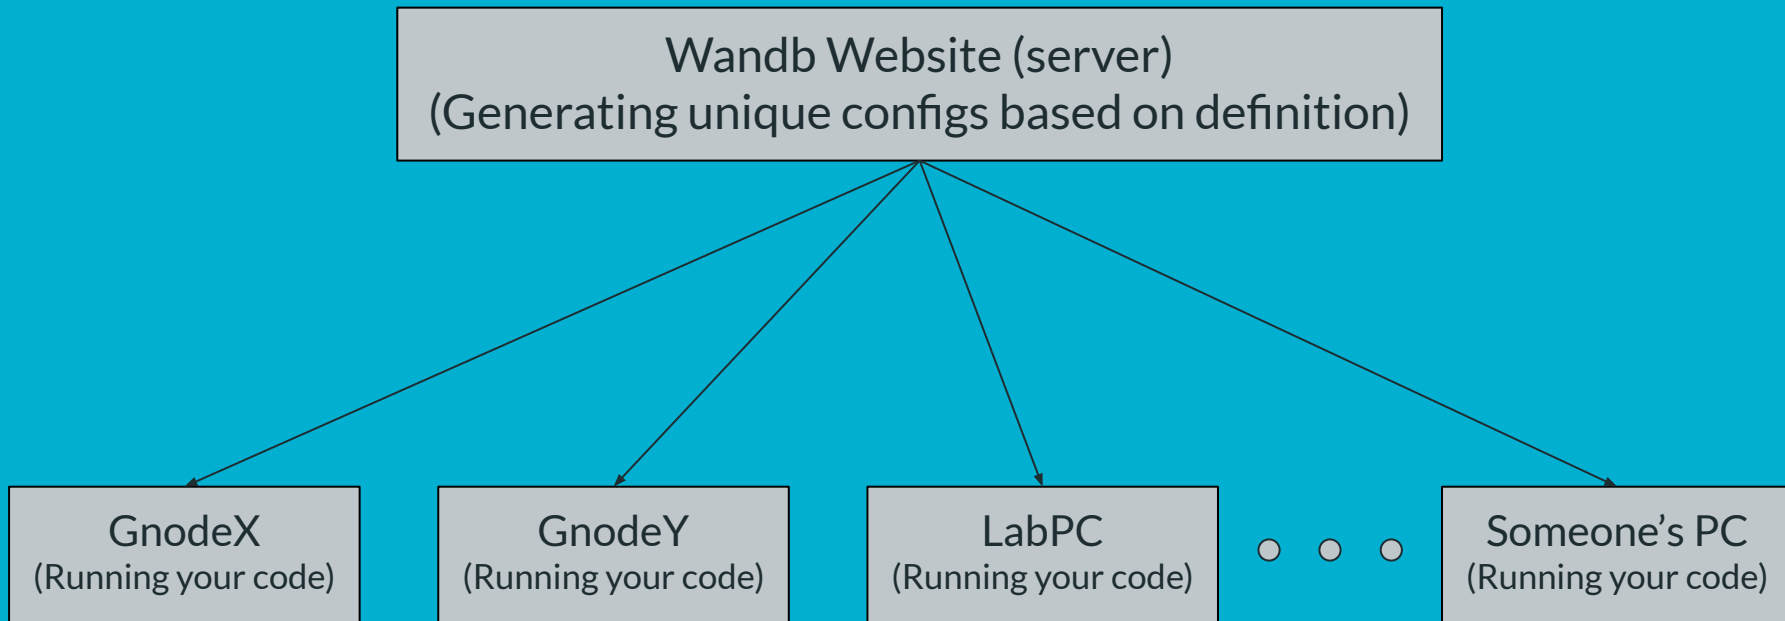 Wandb Website (server)
(Generating unique configs based on definition)
GnodeX
(Running your code)
GnodeY
(Running your code)
LabPC
(Running your code)
Someone’s PC
(Running your code)